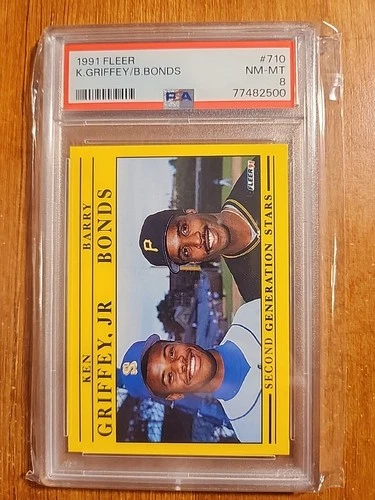 1991 FLEER #710
K.GRIFFEY/B.BONDS NM-MT
8
PSA 77482500
KEN BARRY
GRIFFEY, JR BONDS
P
S
FLEER'91
SECOND GENERATION STARS